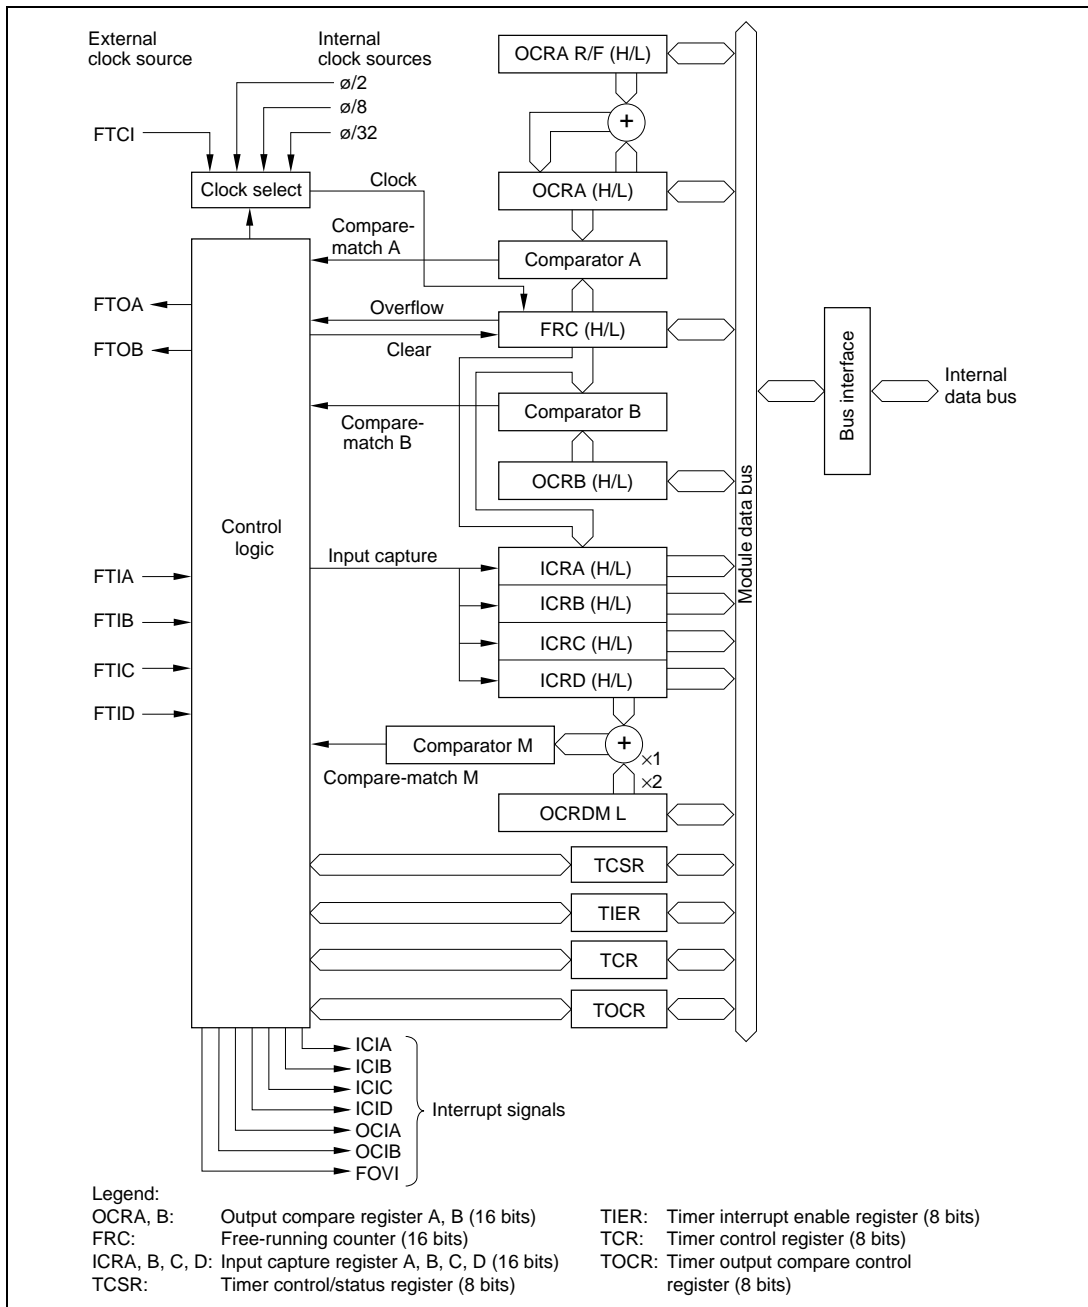 External
clock source
Internal
clock sources
ø/2
ø/8
ø/32
FTCI
Clock select
Clock
OCRA R/F (H/L)
+
OCRA (H/L)
Compare-
match A
Comparator A
FTOA
Overflow
FRC (H/L)
FTOB
Clear
Comparator B
Compare-
match B
OCRB (H/L)
Control
logic
Input capture
ICRA (H/L)
ICRB (H/L)
ICRC (H/L)
ICRD (H/L)
FTIA
FTIB
FTIC
FTID
+
×1
×2
Comparator M
Compare-match M
OCRDM L
TCSR
TIER
TCR
TOCR
Module data bus
Bus interface
Internal
data bus
ICIA
ICIB
ICIC
ICID
OCIA
OCIB
FOVI
Interrupt signals
Legend:
OCRA, B: Output compare register A, B (16 bits)
FRC: Free-running counter (16 bits)
ICRA, B, C, D: Input capture register A, B, C, D (16 bits)
TCSR: Timer control/status register (8 bits)
TIER: Timer interrupt enable register (8 bits)
TCR: Timer control register (8 bits)
TOCR: Timer output compare control
register (8 bits)